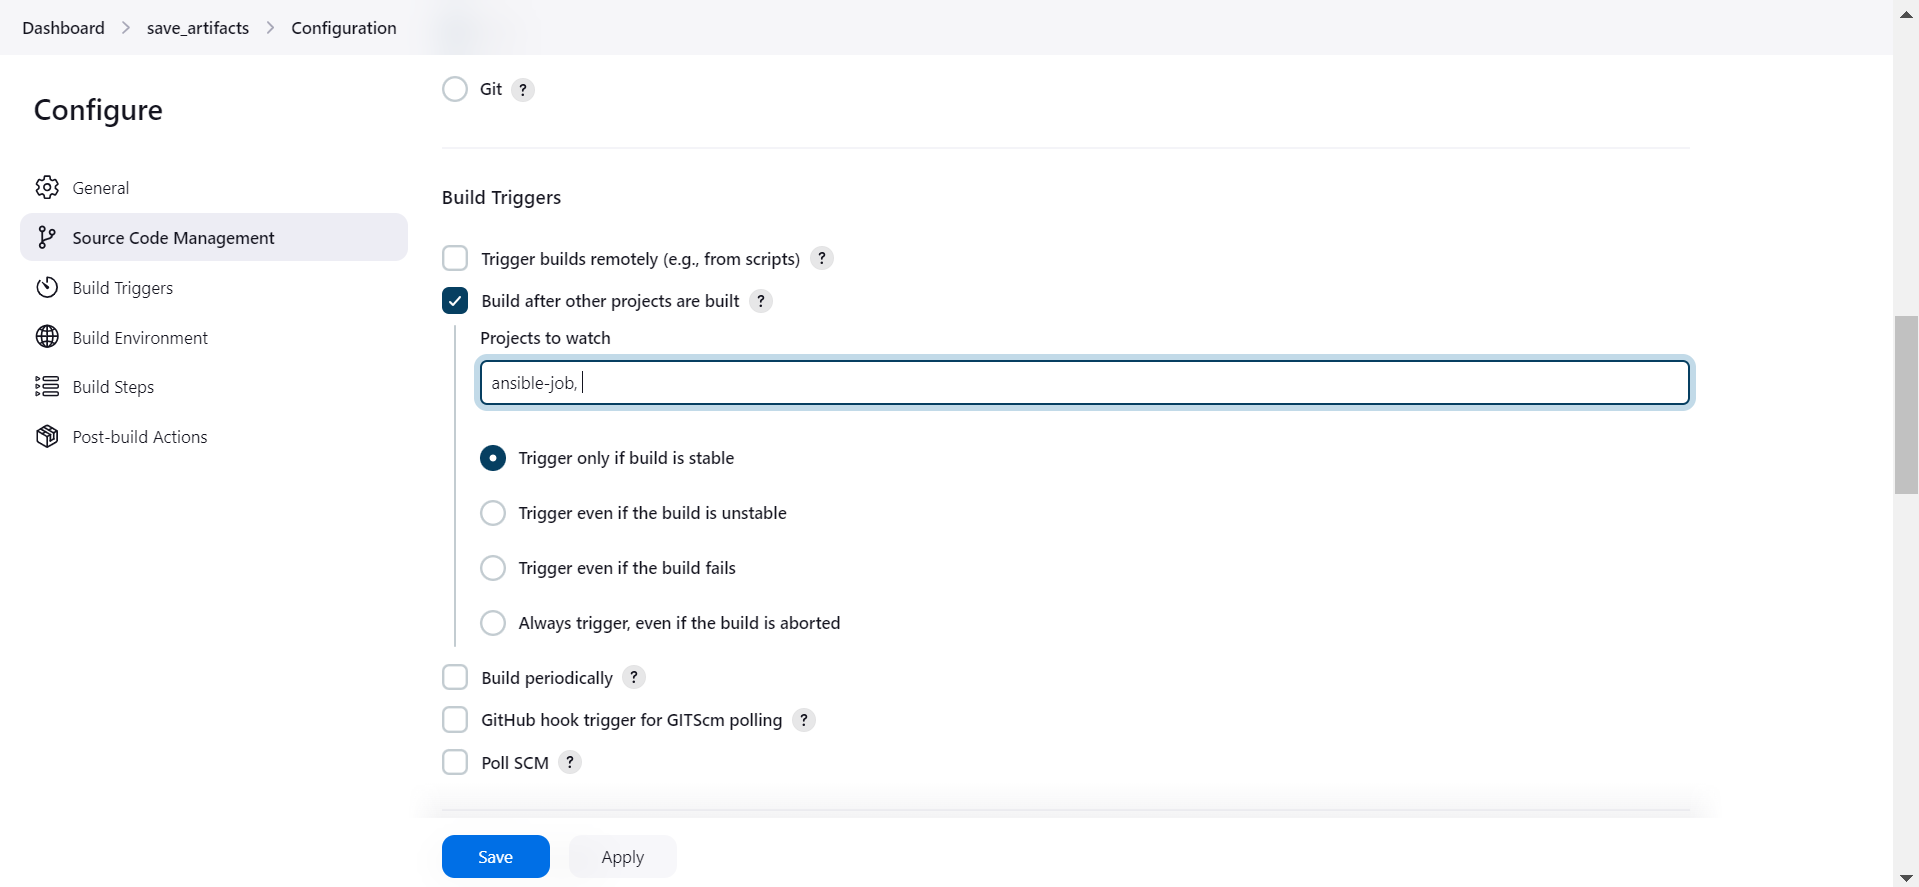 Dashboard > save_artifacts > Configuration
Configure
General
Source Code Management
Build Triggers
Build Environment
Build Steps
Post-build Actions
Git ?
Build Triggers
Trigger builds remotely (e.g., from scripts) ?
Build after other projects are built ?
Projects to watch
ansible-job,
Trigger only if build is stable
Trigger even if the build is unstable
Trigger even if the build fails
Always trigger, even if the build is aborted
Build periodically ?
GitHub hook trigger for GITScm polling ?
Poll SCM ?
Save Apply